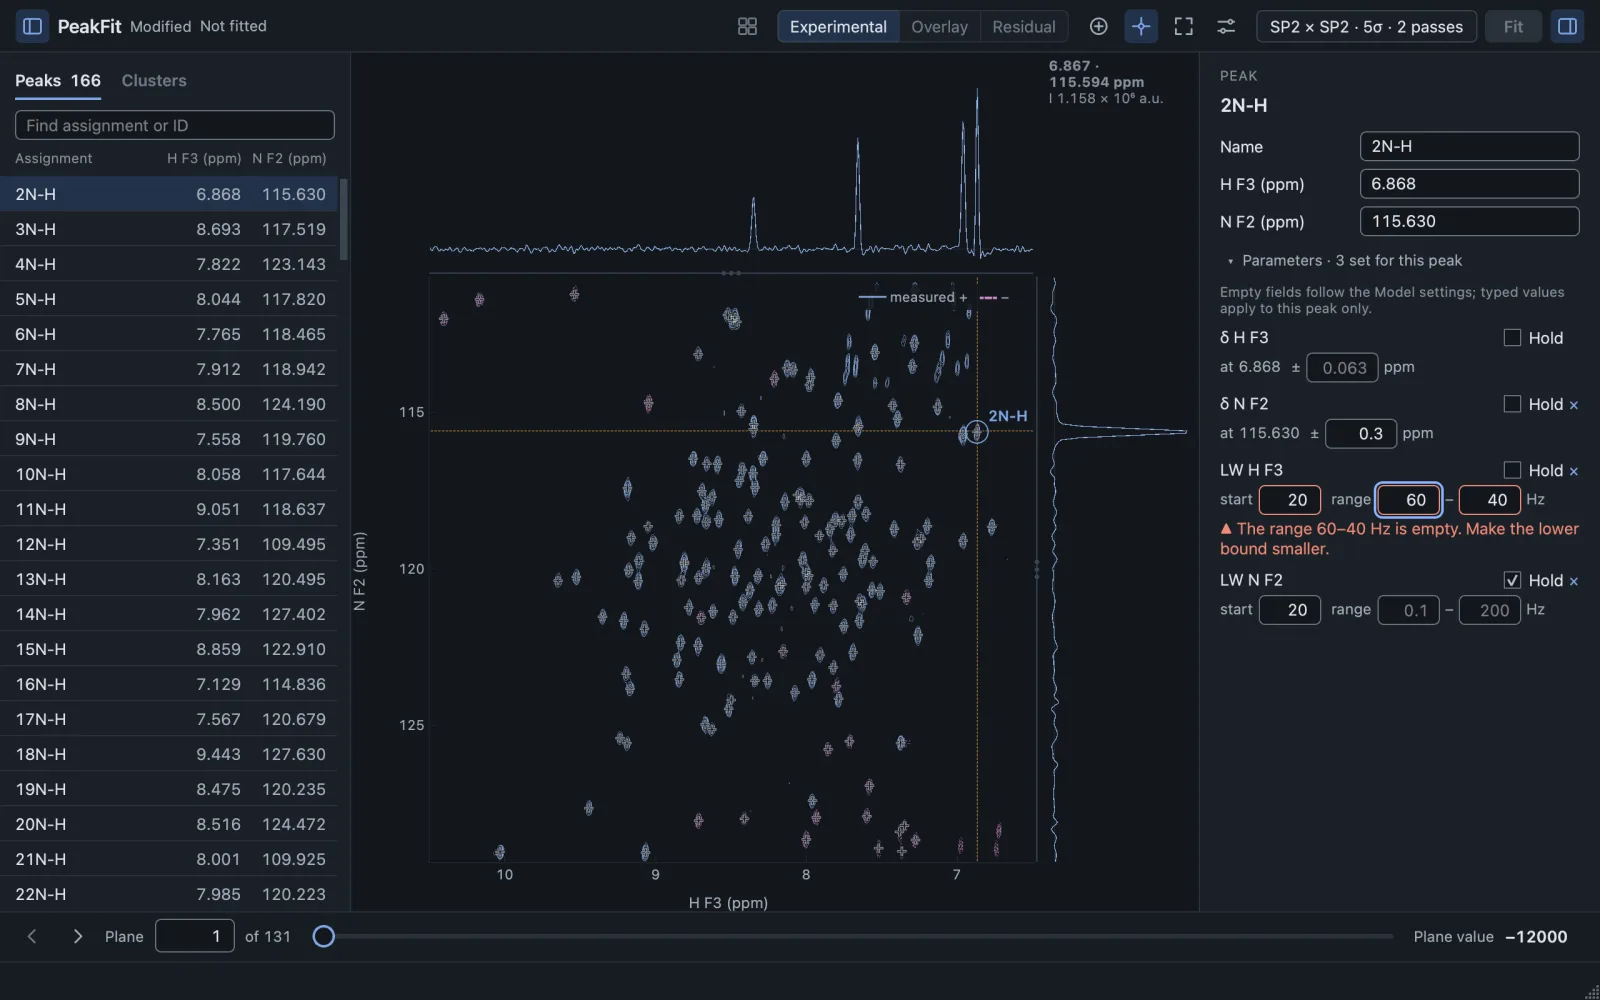 PeakFit Modified Not fitted
Experimental Overlay Residual
SP2 × SP2 · 5σ · 2 passes Fit
Peaks 166 Clusters
Find assignment or ID
Assignment H F3 (ppm) N F2 (ppm)
2N-H 6.868 115.630
3N-H 8.693 117.519
4N-H 7.822 123.143
5N-H 8.044 117.820
6N-H 7.765 118.465
7N-H 7.912 118.942
8N-H 8.500 124.190
9N-H 7.558 119.760
10N-H 8.058 117.644
11N-H 9.051 118.637
12N-H 7.351 109.495
13N-H 8.163 120.495
14N-H 7.962 127.402
15N-H 8.859 122.910
16N-H 7.129 114.836
17N-H 7.567 120.679
18N-H 9.443 127.630
19N-H 8.475 120.235
20N-H 8.516 124.472
21N-H 8.001 109.925
22N-H 7.985 120.223
6.867 ·
115.594 ppm
I 1.158 × 10⁶ a.u.
measured + –
2N-H
115
120
125
N F2 (ppm)
10 9 8 7
H F3 (ppm)
PEAK
2N-H
Name 2N-H
H F3 (ppm) 6.868
N F2 (ppm) 115.630
Parameters · 3 set for this peak
Empty fields follow the Model settings; typed values
apply to this peak only.
δ H F3 Hold
at 6.868 ± 0.063 ppm
δ N F2 Hold ×
at 115.630 ± 0.3 ppm
LW H F3 Hold ×
start 20 range 60 – 40 Hz
▲ The range 60–40 Hz is empty. Make the lower
bound smaller.
LW N F2 Hold ×
start 20 range 0.1 – 200 Hz
Plane 1 of 131
Plane value −12000